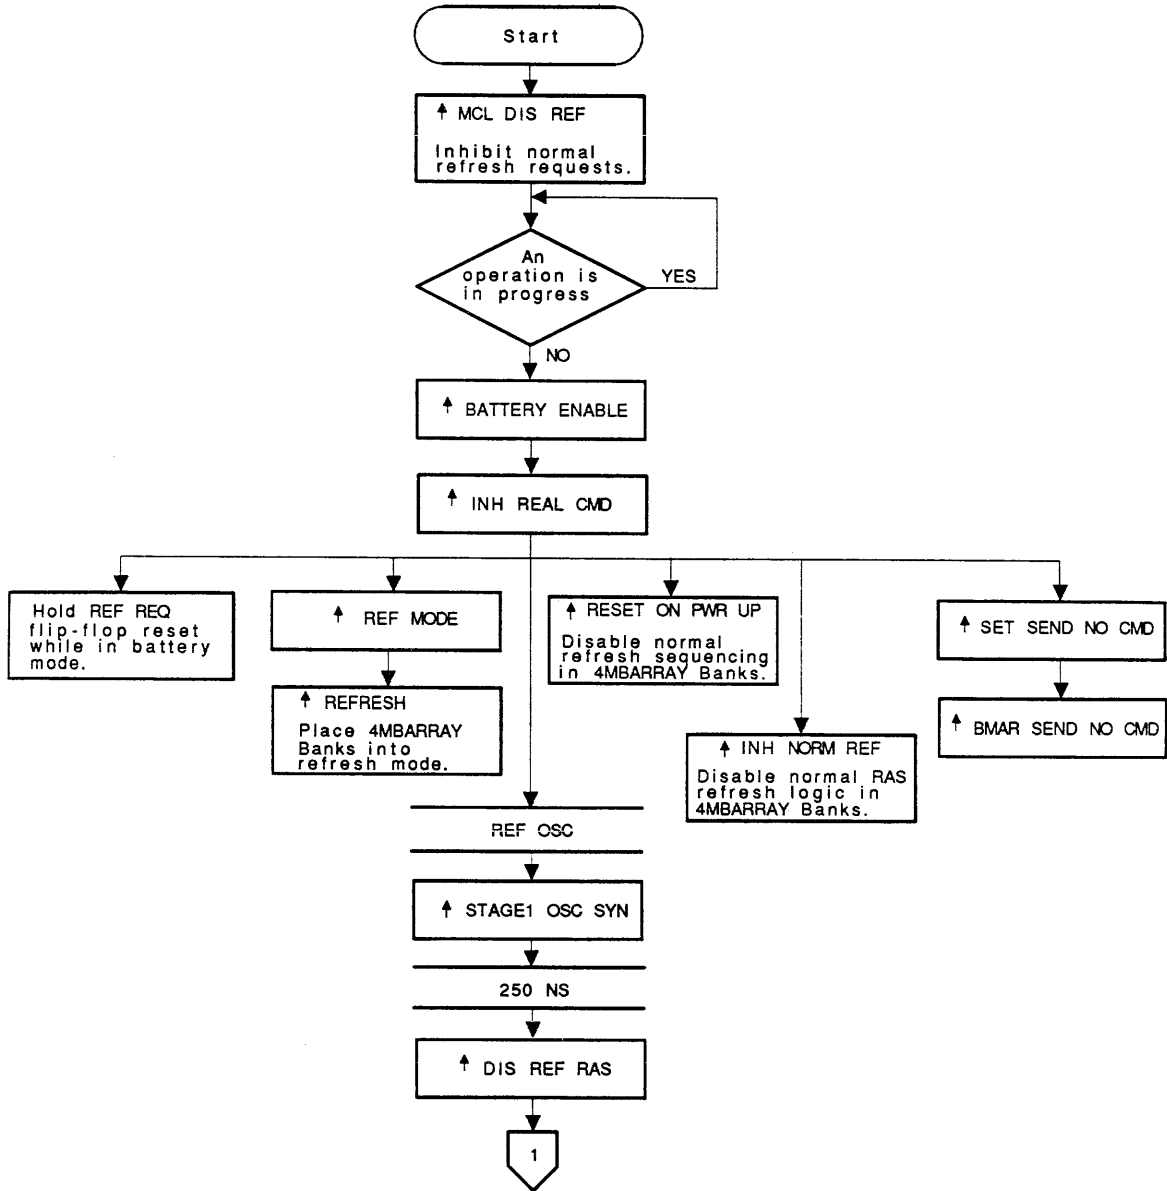 Start
↑ MCL DIS REF
Inhibit normal
refresh requests.
An
operation is
in progress
YES
NO
↑ BATTERY ENABLE
↑ INH REAL CMD
Hold REF REQ
flip-flop reset
while in battery
mode.
↑ REF MODE
↑ REFRESH
Place 4MBARRAY
Banks into
refresh mode.
↑ RESET ON PWR UP
Disable normal
refresh sequencing
in 4MBARRAY Banks.
↑ INH NORM REF
Disable normal RAS
refresh logic in
4MBARRAY Banks.
↑ SET SEND NO CMD
↑ BMAR SEND NO CMD
REF OSC
↑ STAGE1 OSC SYN
250 NS
↑ DIS REF RAS
1